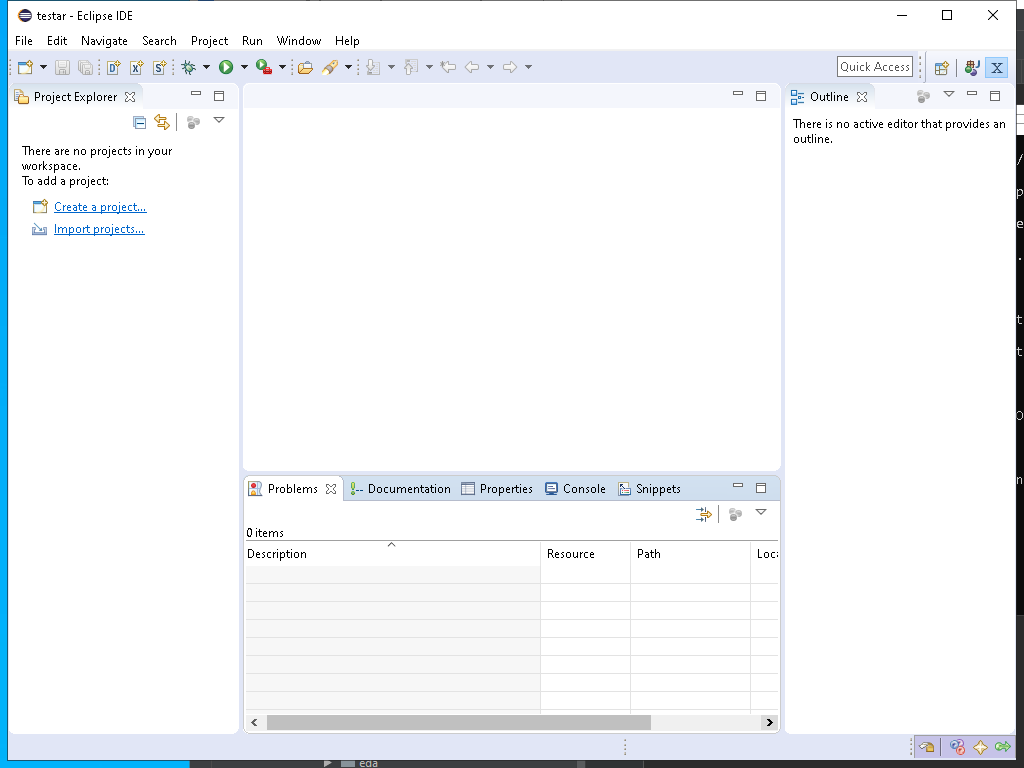 testar - Eclipse IDE
File Edit Navigate Search Project Run Window Help
Quick Access
Project Explorer
Outline
There are no projects in your
workspace.
To add a project:
Create a project...
Import projects...
There is no active editor that provides an
outline.
Problems Documentation Properties Console Snippets
0 items
Description Resource Path Loc
eda